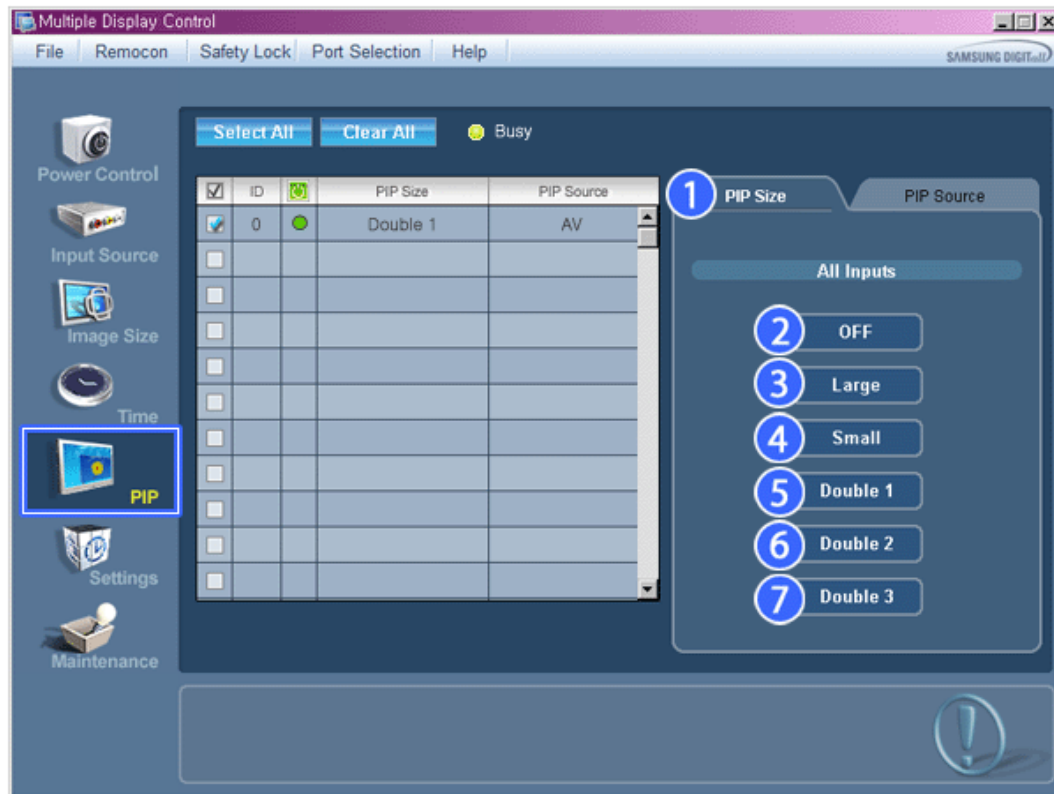 Multiple Display Control
File Remocon Safety Lock Port Selection Help
SAMSUNG DIGITall
Select All Clear All Busy
Power Control
ID PIP Size PIP Source
0 Double 1 AV
Input Source
Image Size
Time
PIP
Settings
Maintenance
1 PIP Size PIP Source
All Inputs
2 OFF
3 Large
4 Small
5 Double 1
6 Double 2
7 Double 3